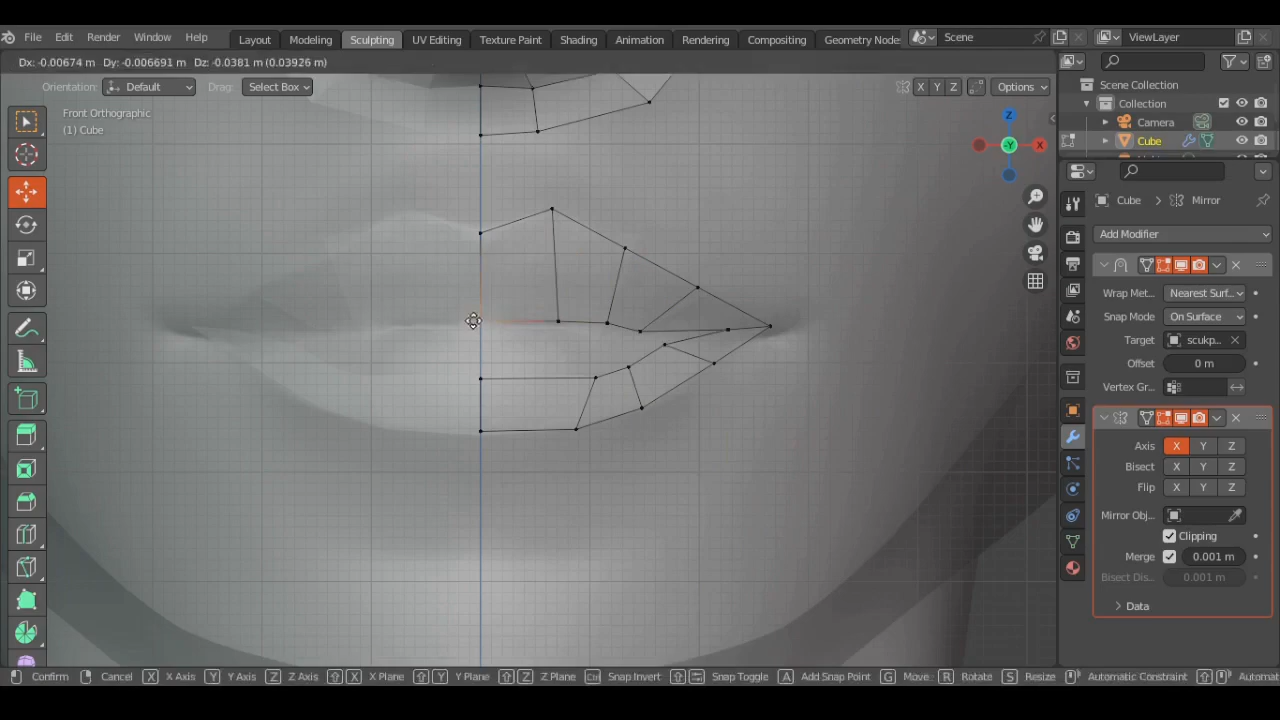 File Edit Render Window Help Layout Modeling Sculpting UV Editing Texture Paint Shading Animation Rendering Compositing Geometry Node Scene ViewLayer
Dx: -0.00674 m Dy: -0.006691 m Dz: -0.0381 m (0.03926 m)
Orientation: Default Drag: Select Box X Y Z Options
Scene Collection
Collection
Camera
Cube
Front Orthographic
(1) Cube
Z
-Y
X
Cube > Mirror
Add Modifier
Wrap Met... Nearest Surf...
Snap Mode On Surface
Target sculkp...
Offset 0 m
Vertex Gr...
Axis X Y Z
Bisect X Y Z
Flip X Y Z
Mirror Obj...
Clipping
Merge 0.001 m
Bisect Dis... 0.001 m
Data
Confirm Cancel X X Axis Y Y Axis Z Z Axis X X Plane Y Y Plane Z Z Plane Ctrl Snap Invert Snap Toggle A Add Snap Point G Move R Rotate S Resize Automatic Constraint Automat